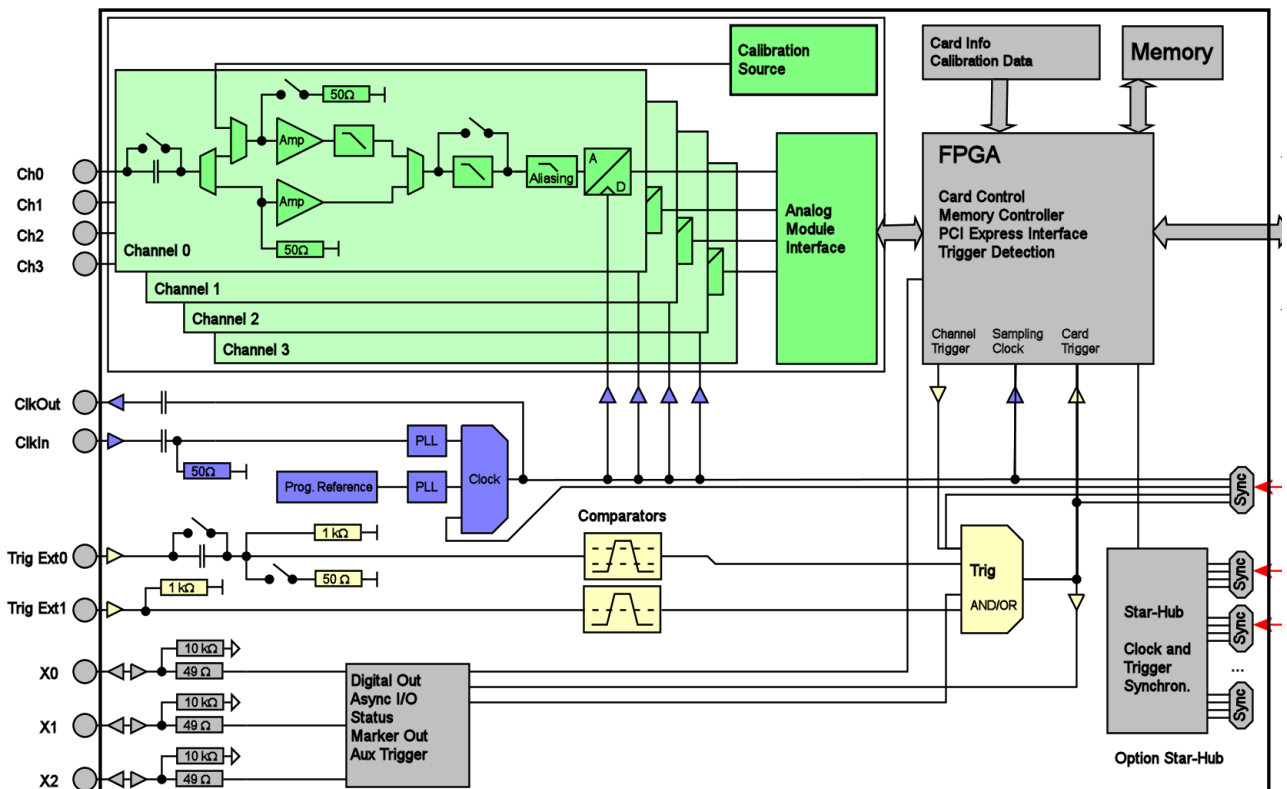 Calibration
Source
Card Info
Calibration Data
Memory
50Ω
Amp
Ch0
Aliasing
A
D
Amp
Ch1
Ch2
50Ω
Ch3
Channel 0
Channel 1
Channel 2
Channel 3
Analog
Module
Interface
FPGA
Card Control
Memory Controller
PCI Express Interface
Trigger Detection
Channel
Trigger
Sampling
Clock
Card
Trigger
ClkOut
ClkIn
50Ω
PLL
Prog. Reference
PLL
Clock
Sync
Comparators
1 kΩ
Trig Ext0
50 Ω
1 kΩ
Trig Ext1
Trig
AND/OR
Sync
Sync
...
Sync
Star-Hub
Clock and
Trigger
Synchron.
Option Star-Hub
10 kΩ
X0
49 Ω
10 kΩ
X1
49 Ω
10 kΩ
X2
49 Ω
Digital Out
Async I/O
Status
Marker Out
Aux Trigger